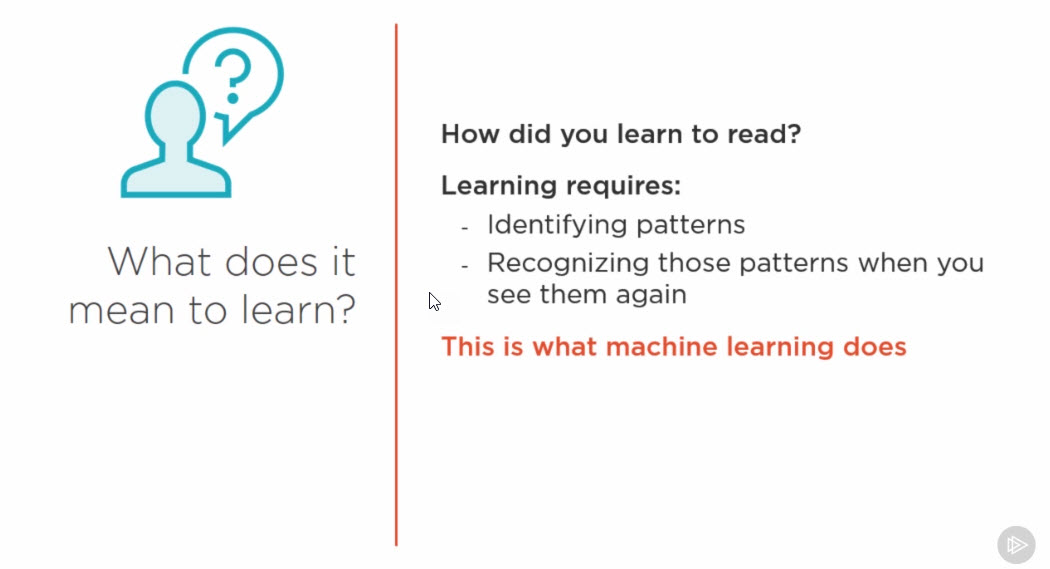 ?
What does it
mean to learn?
How did you learn to read?
Learning requires:
- Identifying patterns
- Recognizing those patterns when you
see them again
This is what machine learning does